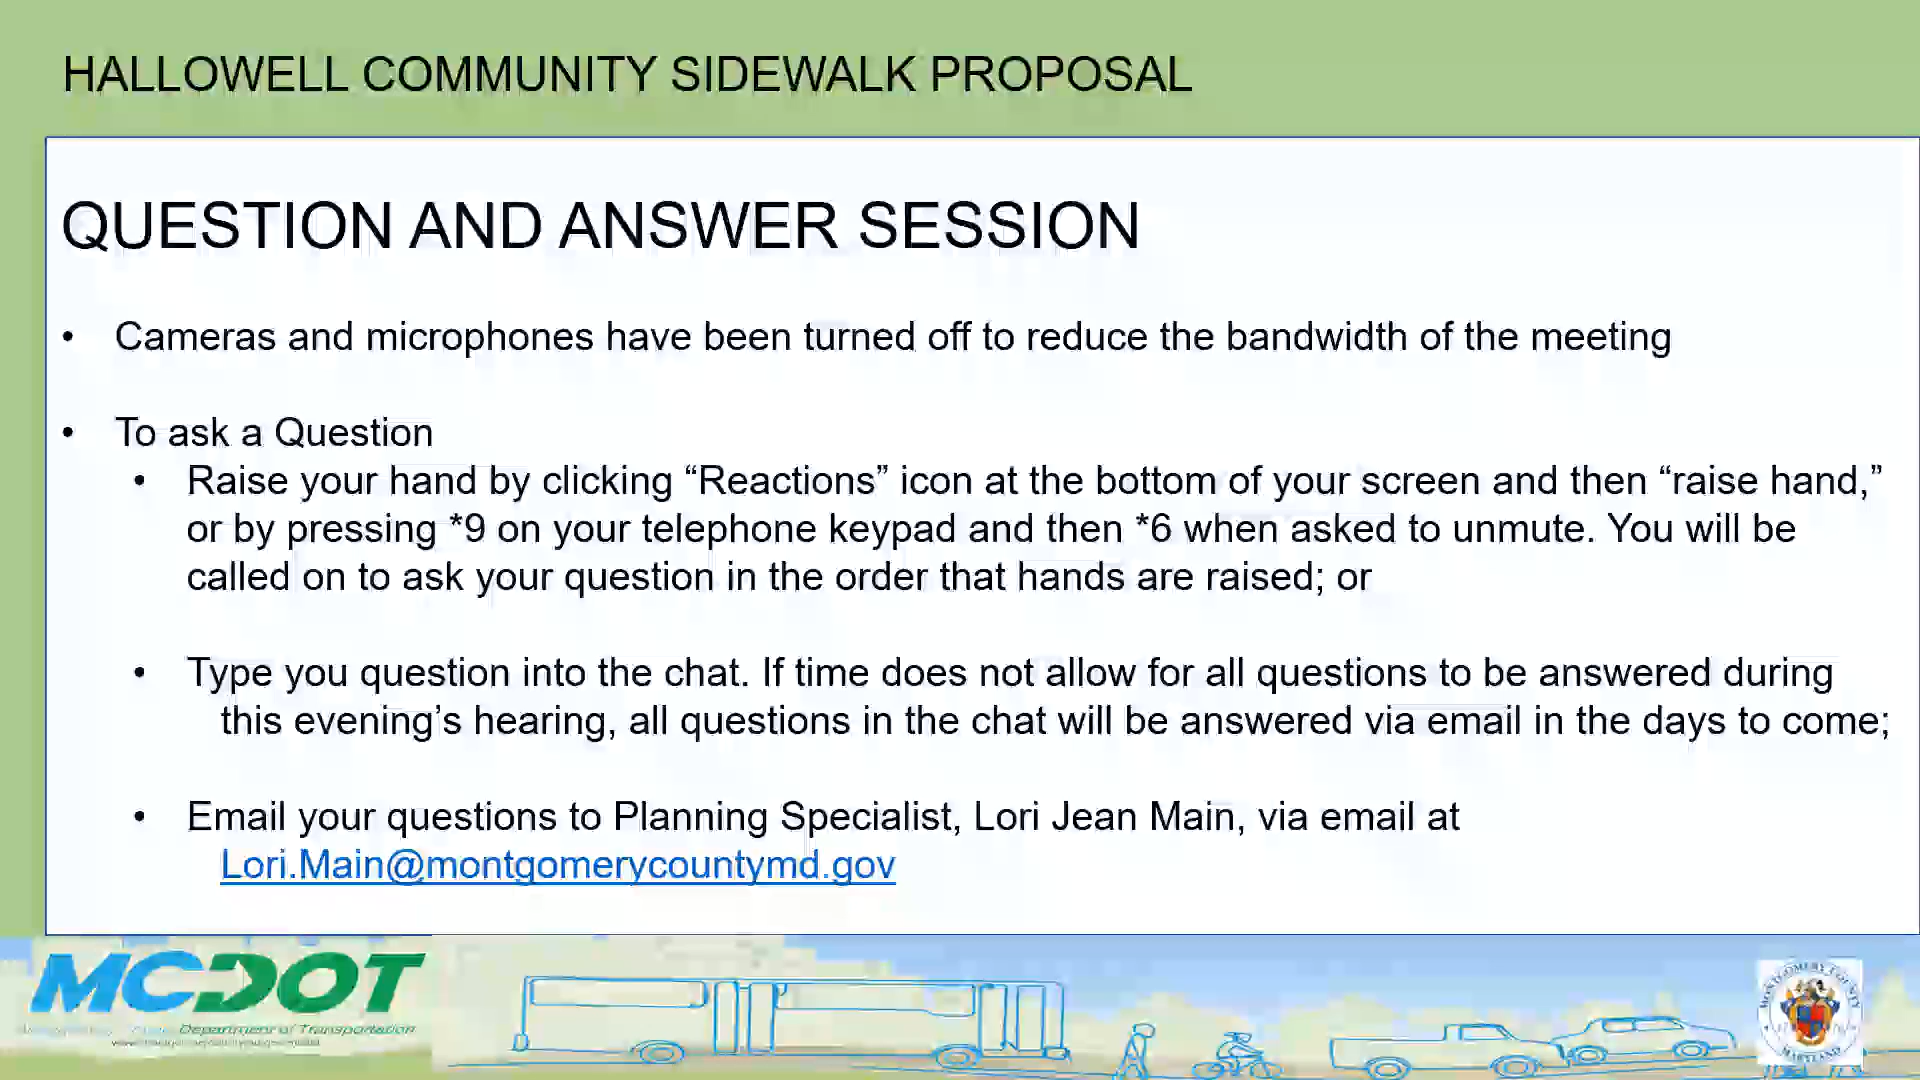 HALLOWELL COMMUNITY SIDEWALK PROPOSAL
QUESTION AND ANSWER SESSION
• Cameras and microphones have been turned off to reduce the bandwidth of the meeting
• To ask a Question
• Raise your hand by clicking “Reactions” icon at the bottom of your screen and then “raise hand,”
or by pressing *9 on your telephone keypad and then *6 when asked to unmute. You will be
called on to ask your question in the order that hands are raised; or
• Type you question into the chat. If time does not allow for all questions to be answered during
this evening’s hearing, all questions in the chat will be answered via email in the days to come;
• Email your questions to Planning Specialist, Lori Jean Main, via email at
Lori.Main@montgomerycountymd.gov
MCDOT
Department of Transportation
MONTGOMERY COUNTY
MARYLAND